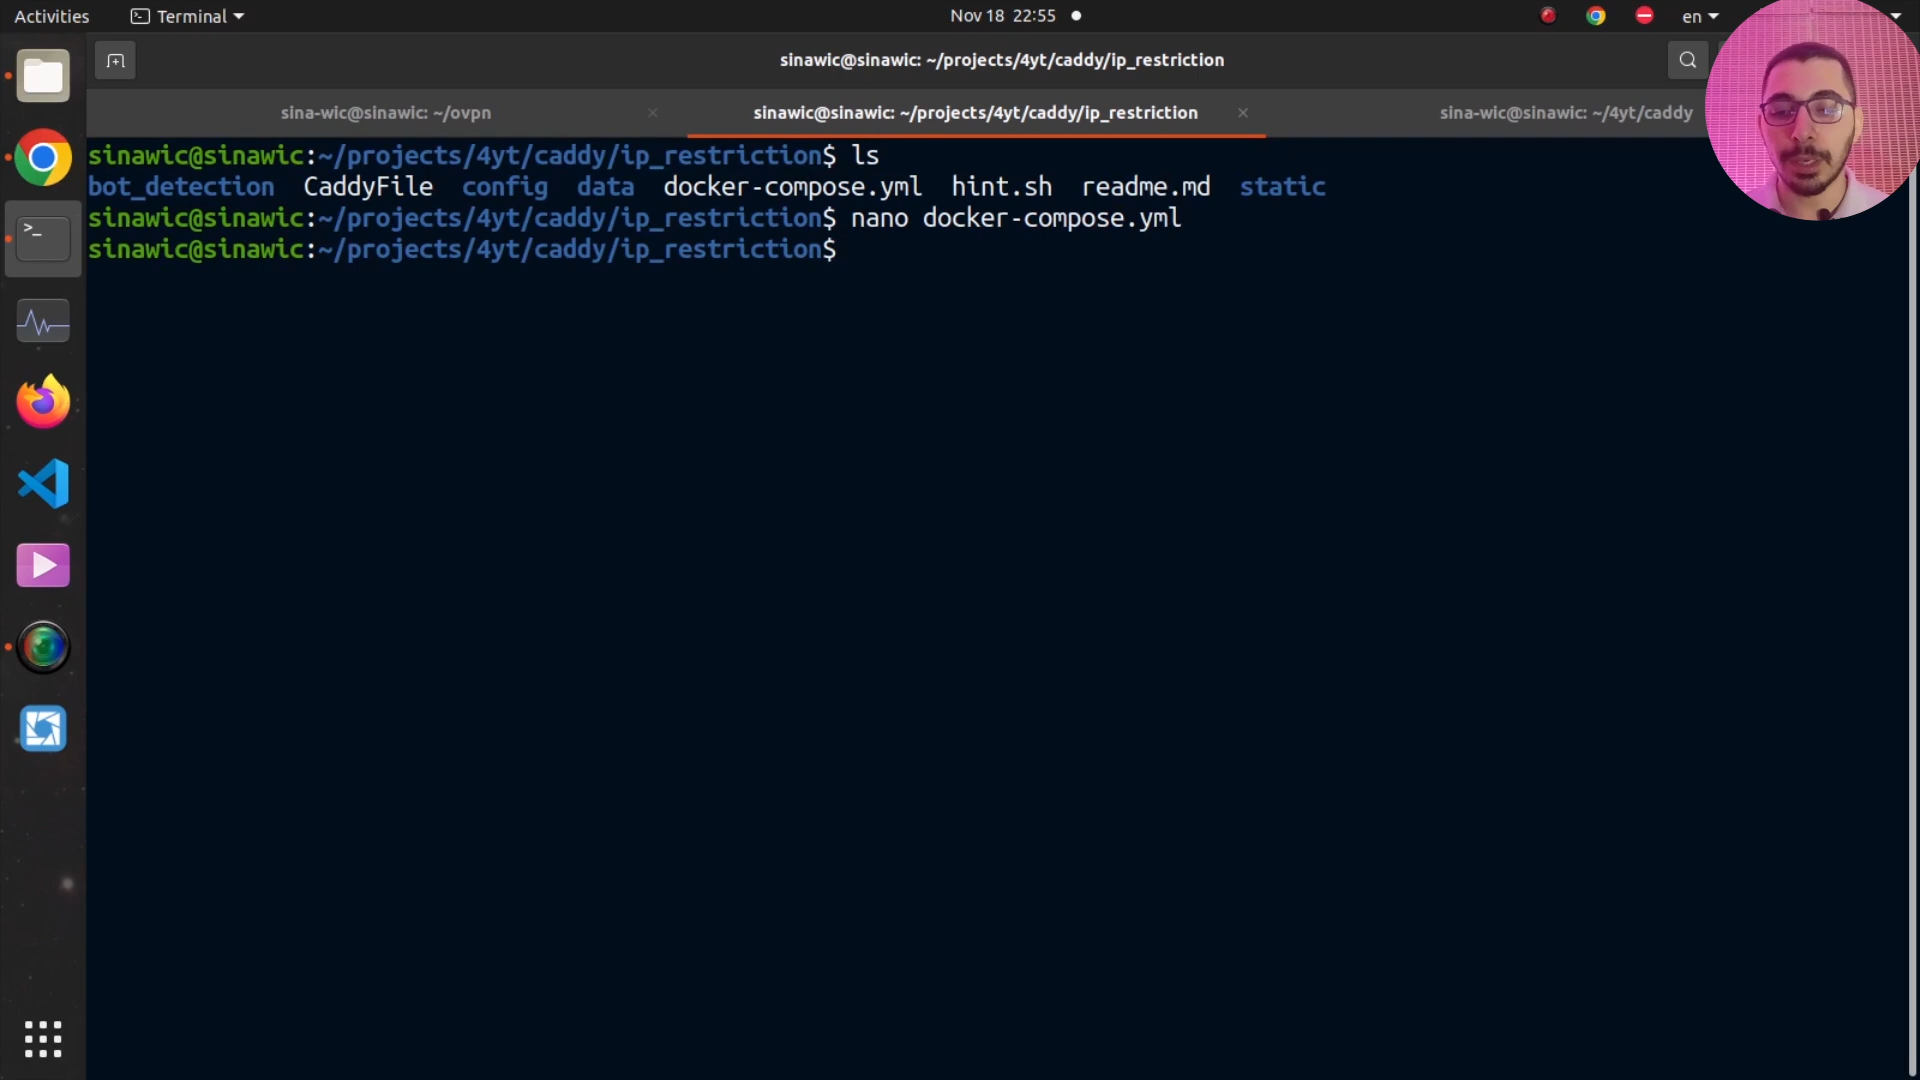 Activities
Terminal
Nov 18 22:55
en
sinawic@sinawic: ~/projects/4yt/caddy/ip_restriction
sina-wic@sinawic: ~/ovpn
sinawic@sinawic: ~/projects/4yt/caddy/ip_restriction
sina-wic@sinawic: ~/4yt/caddy
sinawic@sinawic:~/projects/4yt/caddy/ip_restriction$ ls
bot_detection CaddyFile config data docker-compose.yml hint.sh readme.md static
sinawic@sinawic:~/projects/4yt/caddy/ip_restriction$ nano docker-compose.yml
sinawic@sinawic:~/projects/4yt/caddy/ip_restriction$